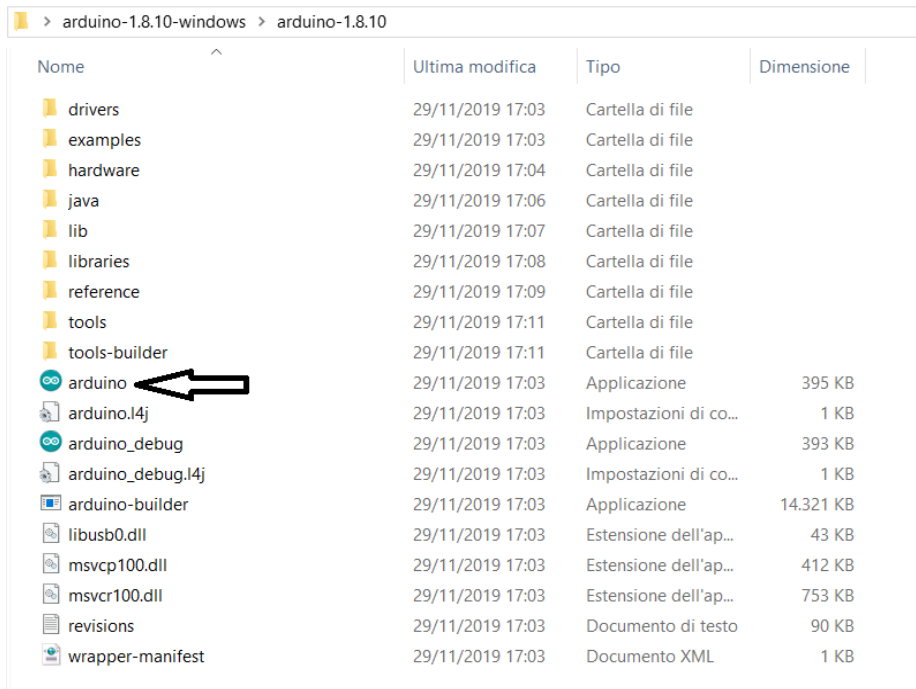 > arduino-1.8.10-windows > arduino-1.8.10
Nome Ultima modifica Tipo Dimensione
drivers 29/11/2019 17:03 Cartella di file
examples 29/11/2019 17:03 Cartella di file
hardware 29/11/2019 17:04 Cartella di file
java 29/11/2019 17:06 Cartella di file
lib 29/11/2019 17:07 Cartella di file
libraries 29/11/2019 17:08 Cartella di file
reference 29/11/2019 17:09 Cartella di file
tools 29/11/2019 17:11 Cartella di file
tools-builder 29/11/2019 17:11 Cartella di file
arduino 29/11/2019 17:03 Applicazione 395 KB
arduino.l4j 29/11/2019 17:03 Impostazioni di co... 1 KB
arduino_debug 29/11/2019 17:03 Applicazione 393 KB
arduino_debug.l4j 29/11/2019 17:03 Impostazioni di co... 1 KB
arduino-builder 29/11/2019 17:03 Applicazione 14.321 KB
libusb0.dll 29/11/2019 17:03 Estensione dell'ap... 43 KB
msvcp100.dll 29/11/2019 17:03 Estensione dell'ap... 412 KB
msvcr100.dll 29/11/2019 17:03 Estensione dell'ap... 753 KB
revisions 29/11/2019 17:03 Documento di testo 90 KB
wrapper-manifest 29/11/2019 17:03 Documento XML 1 KB